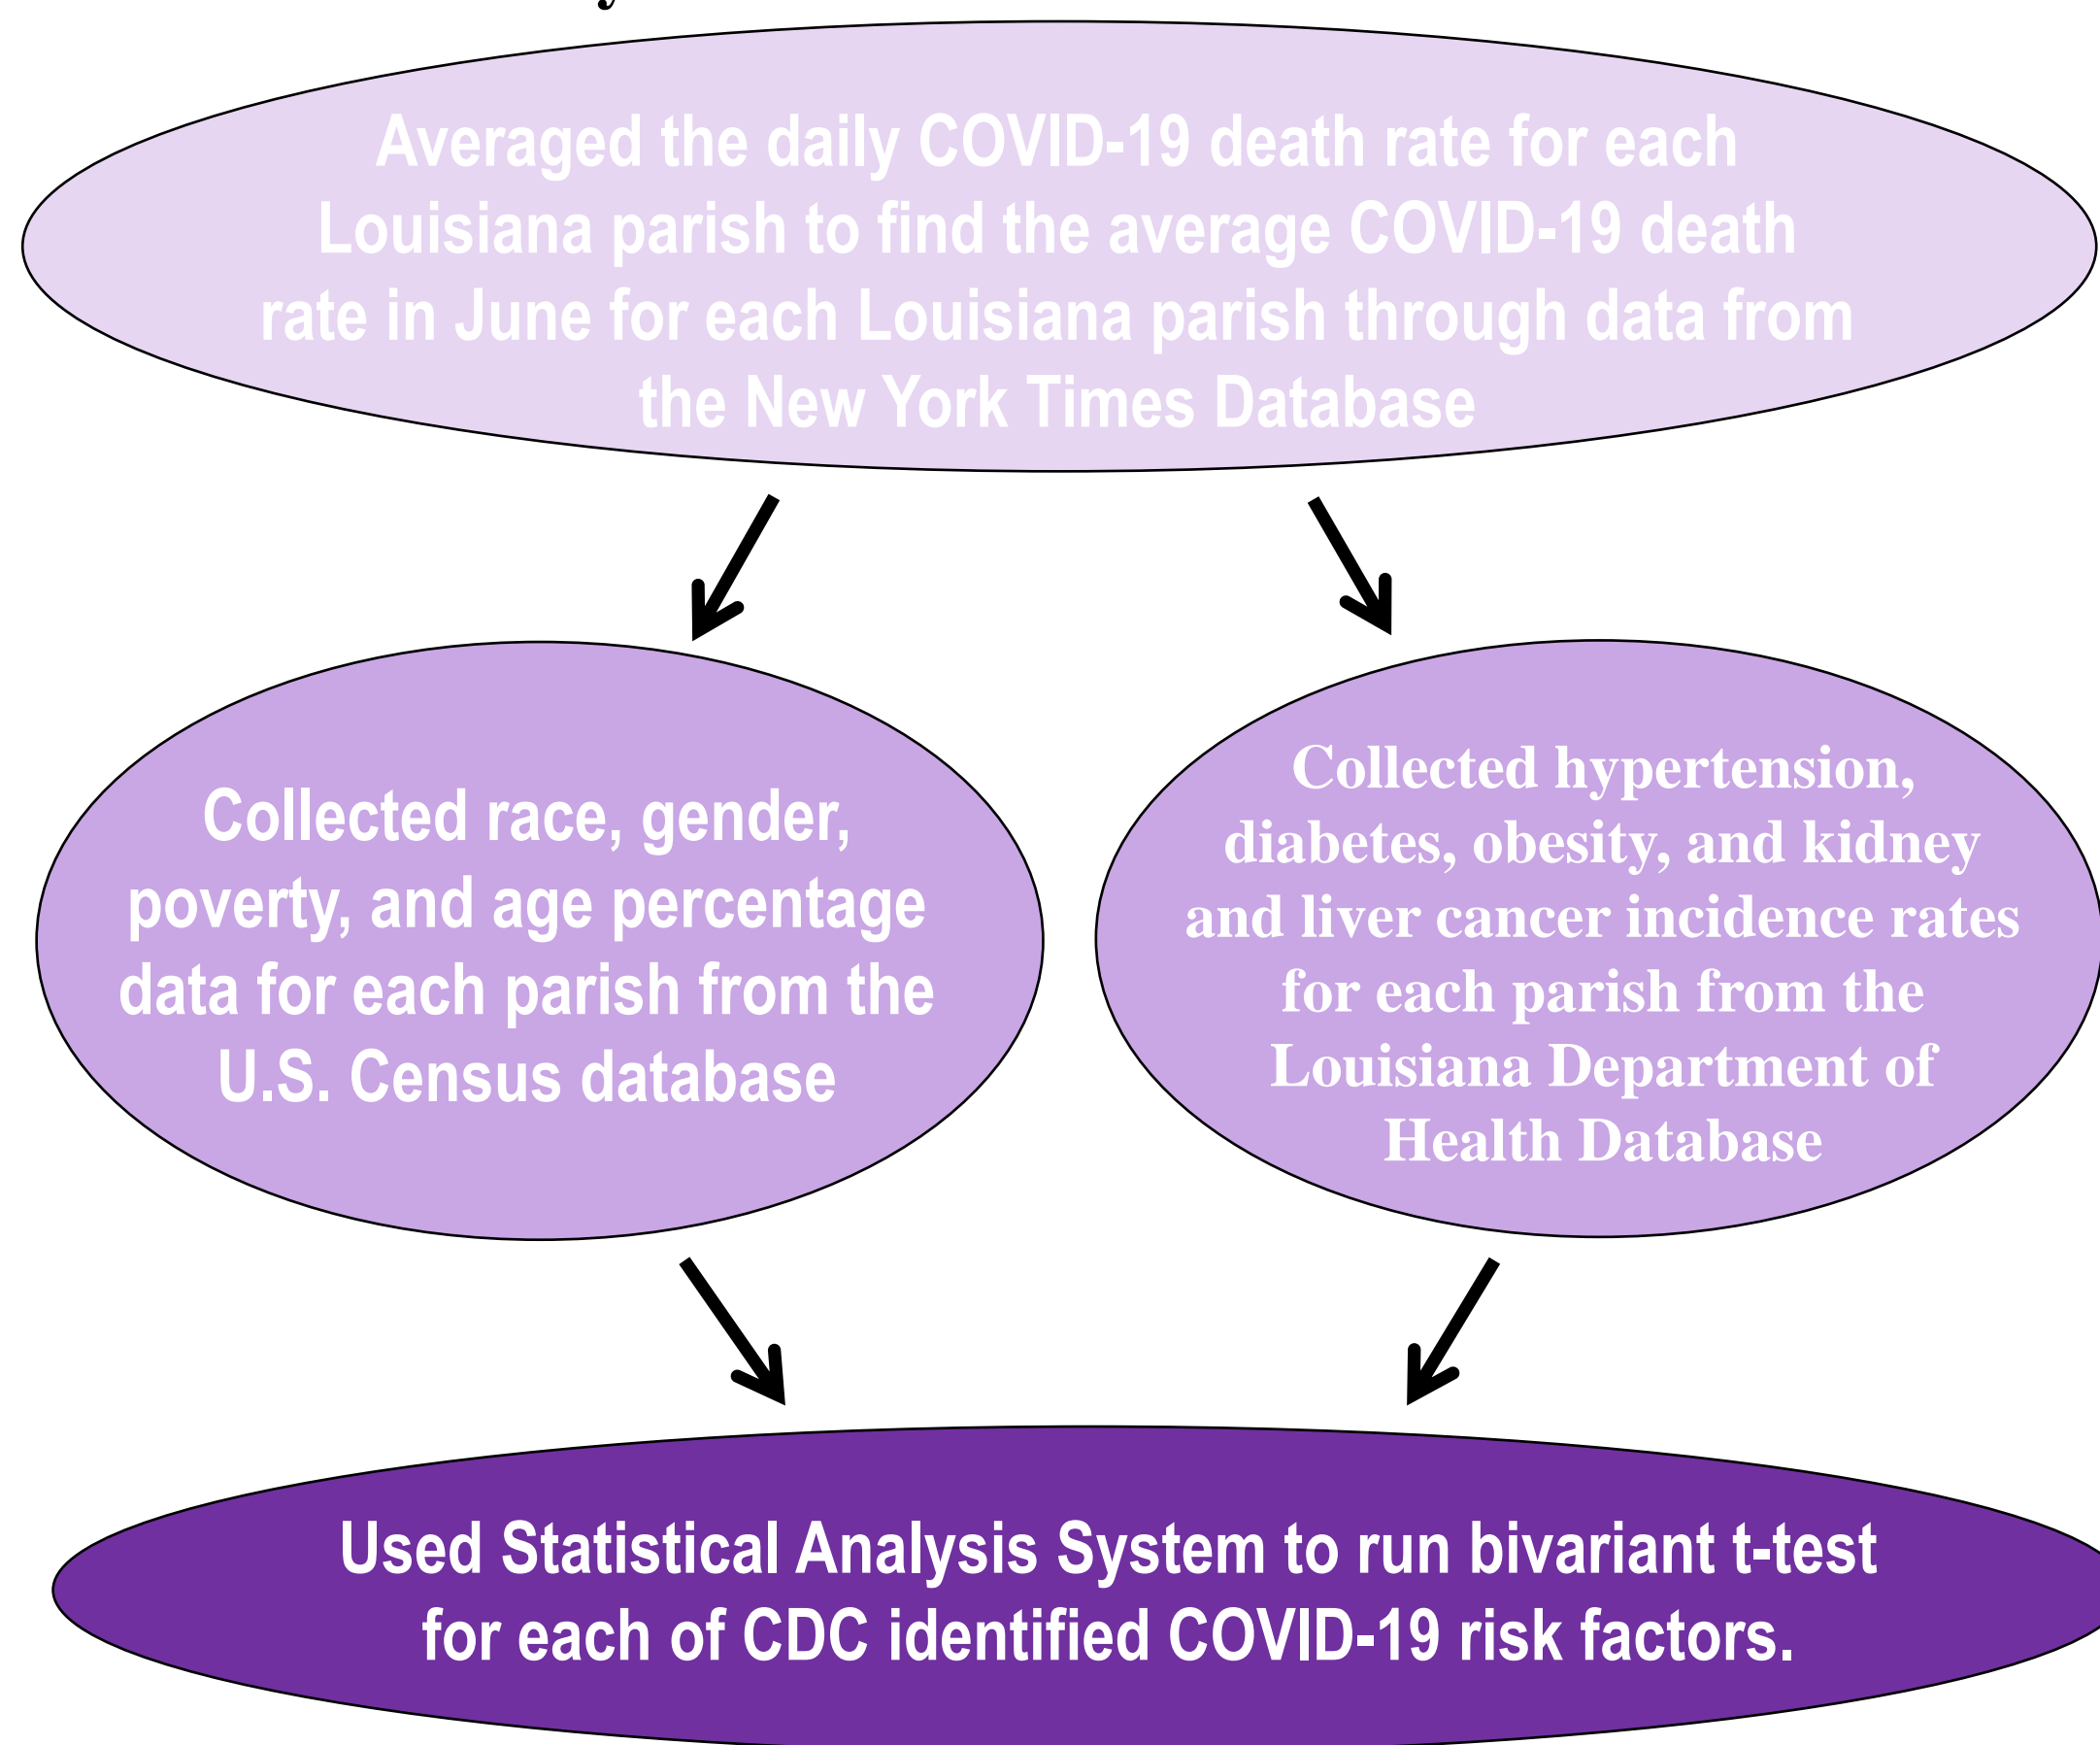 Averaged the daily COVID-19 death rate for each
Louisiana parish to find the average COVID-19 death
rate in June for each Louisiana parish through data from
the New York Times Database
Collected race, gender,
poverty, and age percentage
data for each parish from the
U.S. Census database
Collected hypertension,
diabetes, obesity, and kidney
and liver cancer incidence rates
for each parish from the
Louisiana Department of
Health Database
Used Statistical Analysis System to run bivariant t-test
for each of CDC identified COVID-19 risk factors.